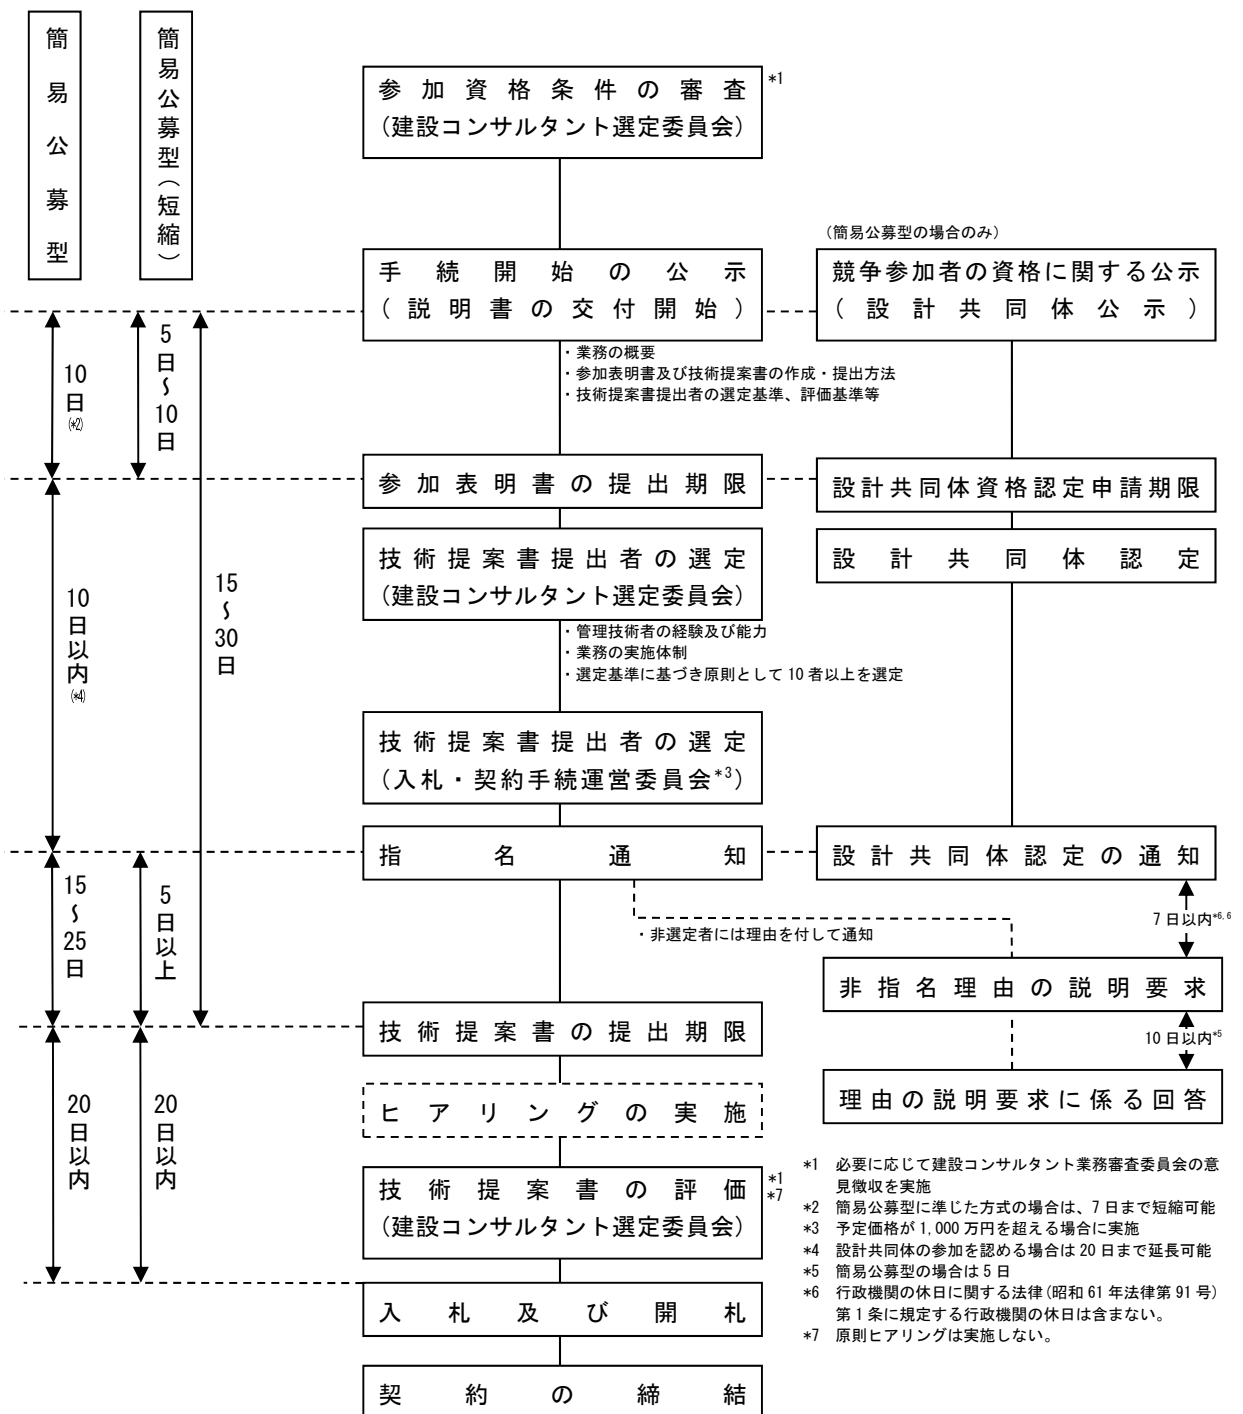 簡易公募型
簡易公募型(短縮)
参加資格条件の審査
(建設コンサルタント選定委員会)
*1
手続開始の公示
(説明書の交付開始)
(簡易公募型の場合のみ)
競争参加者の資格に関する公示
(設計共同体公示)
・業務の概要
・参加表明書及び技術提案書の作成・提出方法
・技術提案書提出者の選定基準、評価基準等
10日(*2)
5日~10日
15~30日
参加表明書の提出期限
設計共同体資格認定申請期限
技術提案書提出者の選定
(建設コンサルタント選定委員会)
設計共同体認定
・管理技術者の経験及び能力
・業務の実施体制
・選定基準に基づき原則として10者以上を選定
10日以内(*4)
技術提案書提出者の選定
(入札・契約手続運営委員会*3)
指名通知
設計共同体認定の通知
15~25日
5日以上
・非選定者には理由を付して通知
7日以内*6,6
非指名理由の説明要求
技術提案書の提出期限
10日以内*5
理由の説明要求に係る回答
20日以内
20日以内
ヒアリングの実施
技術提案書の評価
(建設コンサルタント選定委員会)
*1
*7
入札及び開札
契約の締結
*1 必要に応じて建設コンサルタント業務審査委員会の意
見徴収を実施
*2 簡易公募型に準じた方式の場合は、7日まで短縮可能
*3 予定価格が1,000万円を超える場合に実施
*4 設計共同体の参加を認める場合は20日まで延長可能
*5 簡易公募型の場合は5日
*6 行政機関の休日に関する法律(昭和61年法律第91号)
第1条に規定する行政機関の休日は含まない。
*7 原則ヒアリングは実施しない。